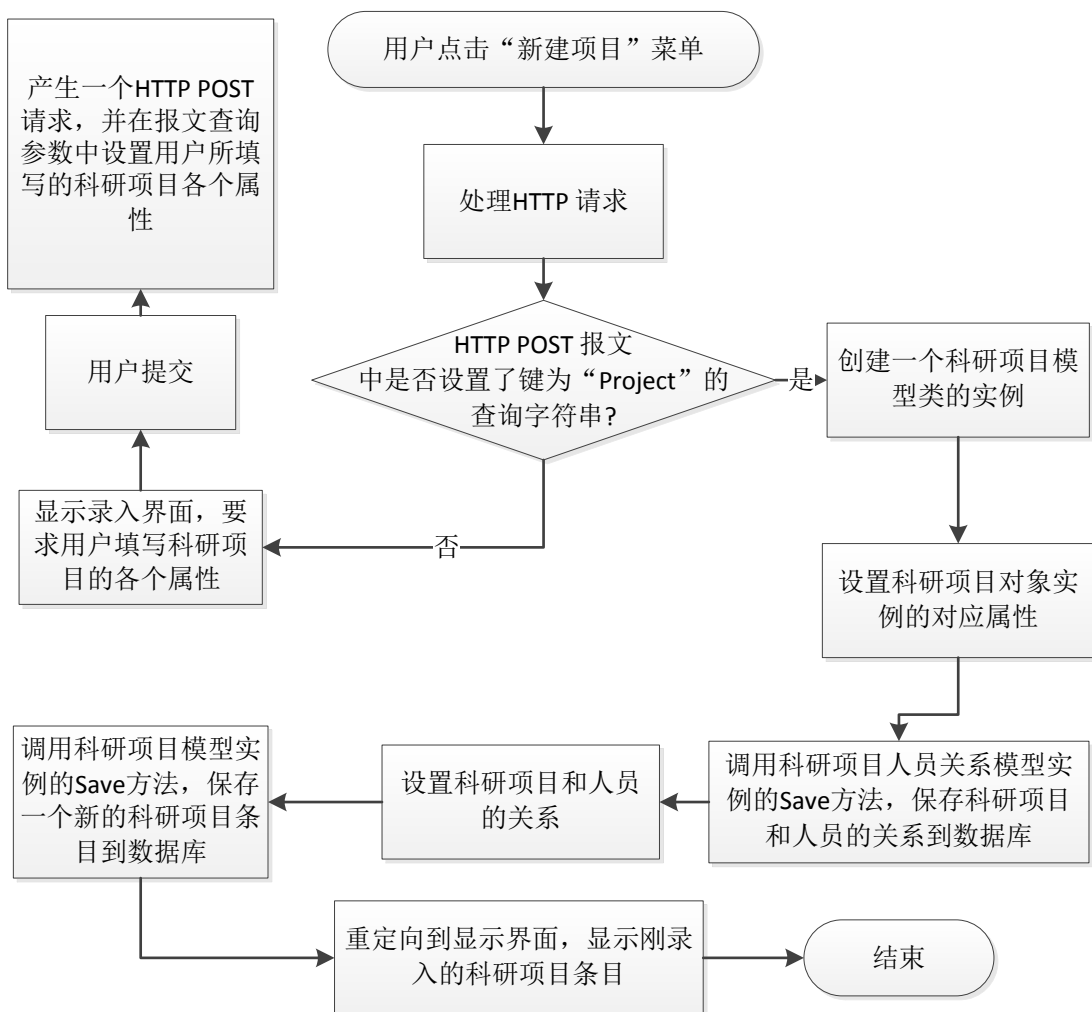 用户点击“新建项目”菜单
产生一个HTTP POST
请求，并在报文查询
参数中设置用户所填
写的科研项目各个属
性
处理HTTP 请求
用户提交
HTTP POST 报文
中是否设置了键为“Project”的
查询字符串?
是
创建一个科研项目模
型类的实例
显示录入界面，要
求用户填写科研项
目的各个属性
否
设置科研项目对象实
例的对应属性
调用科研项目模型实
例的Save方法，保存
一个新的科研项目条
目到数据库
设置科研项目和人员
的关系
调用科研项目人员关系模型实
例的Save方法，保存科研项目
和人员的关系到数据库
重定向到显示界面，显示刚录
入的科研项目条目
结束